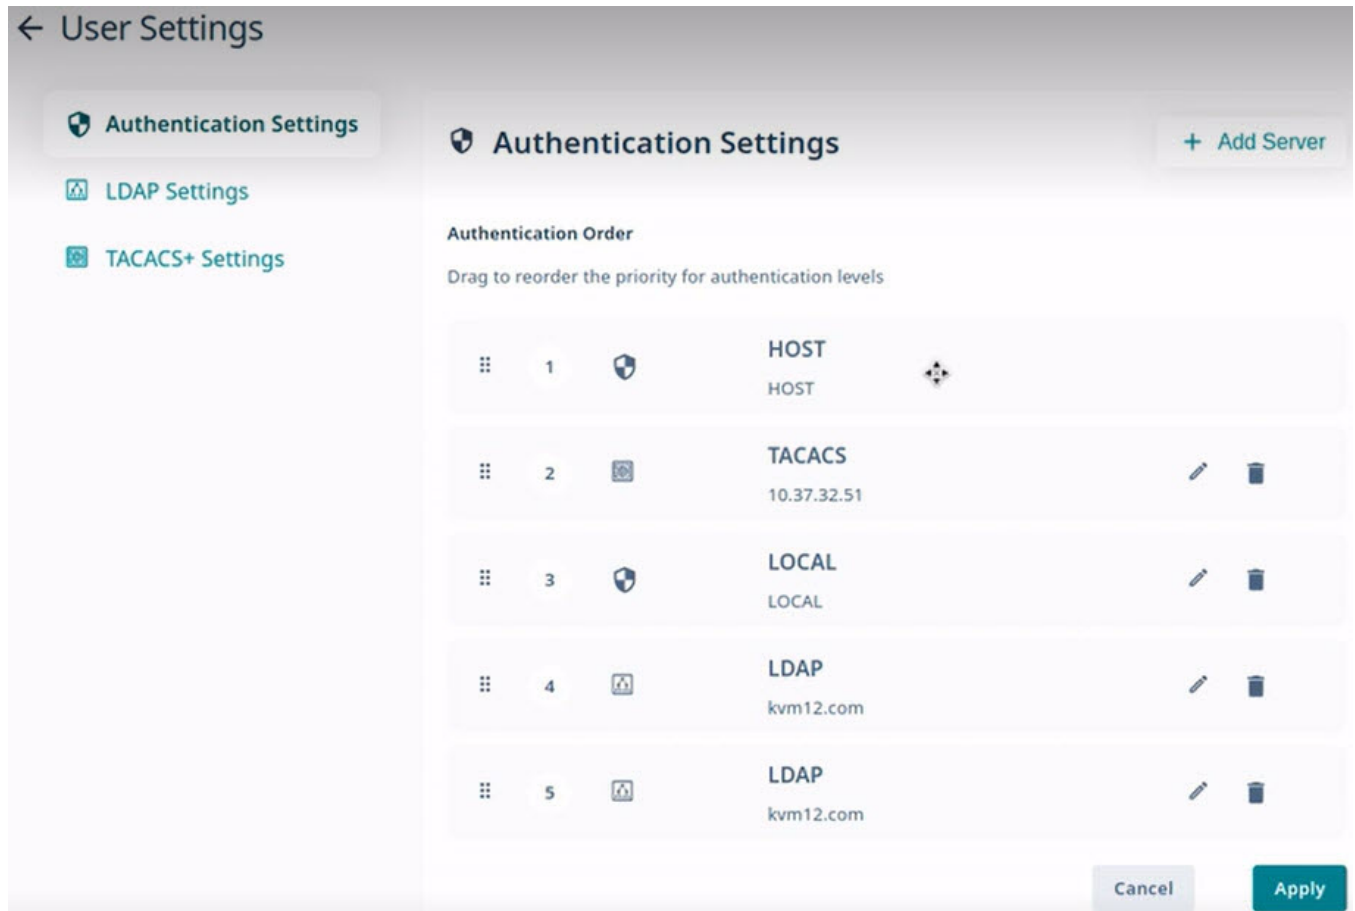 User Settings
Authentication Settings
LDAP Settings
TACACS+ Settings
Authentication Settings
+ Add Server
Authentication Order
Drag to reorder the priority for authentication levels
1
HOST
HOST
2
TACACS
10.37.32.51
3
LOCAL
LOCAL
4
LDAP
kvm12.com
5
LDAP
kvm12.com
Cancel
Apply